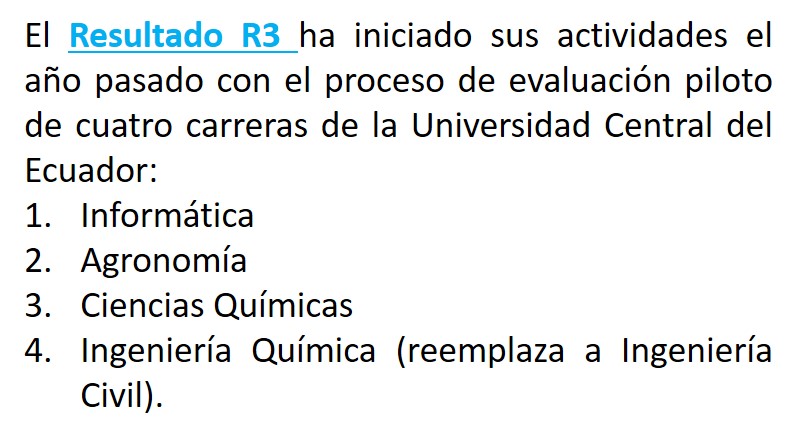 El Resultado R3 ha iniciado sus actividades el
año pasado con el proceso de evaluación piloto
de cuatro carreras de la Universidad Central del
Ecuador:
1. Informática
2. Agronomía
3. Ciencias Químicas
4. Ingeniería Química (reemplaza a Ingeniería
Civil).